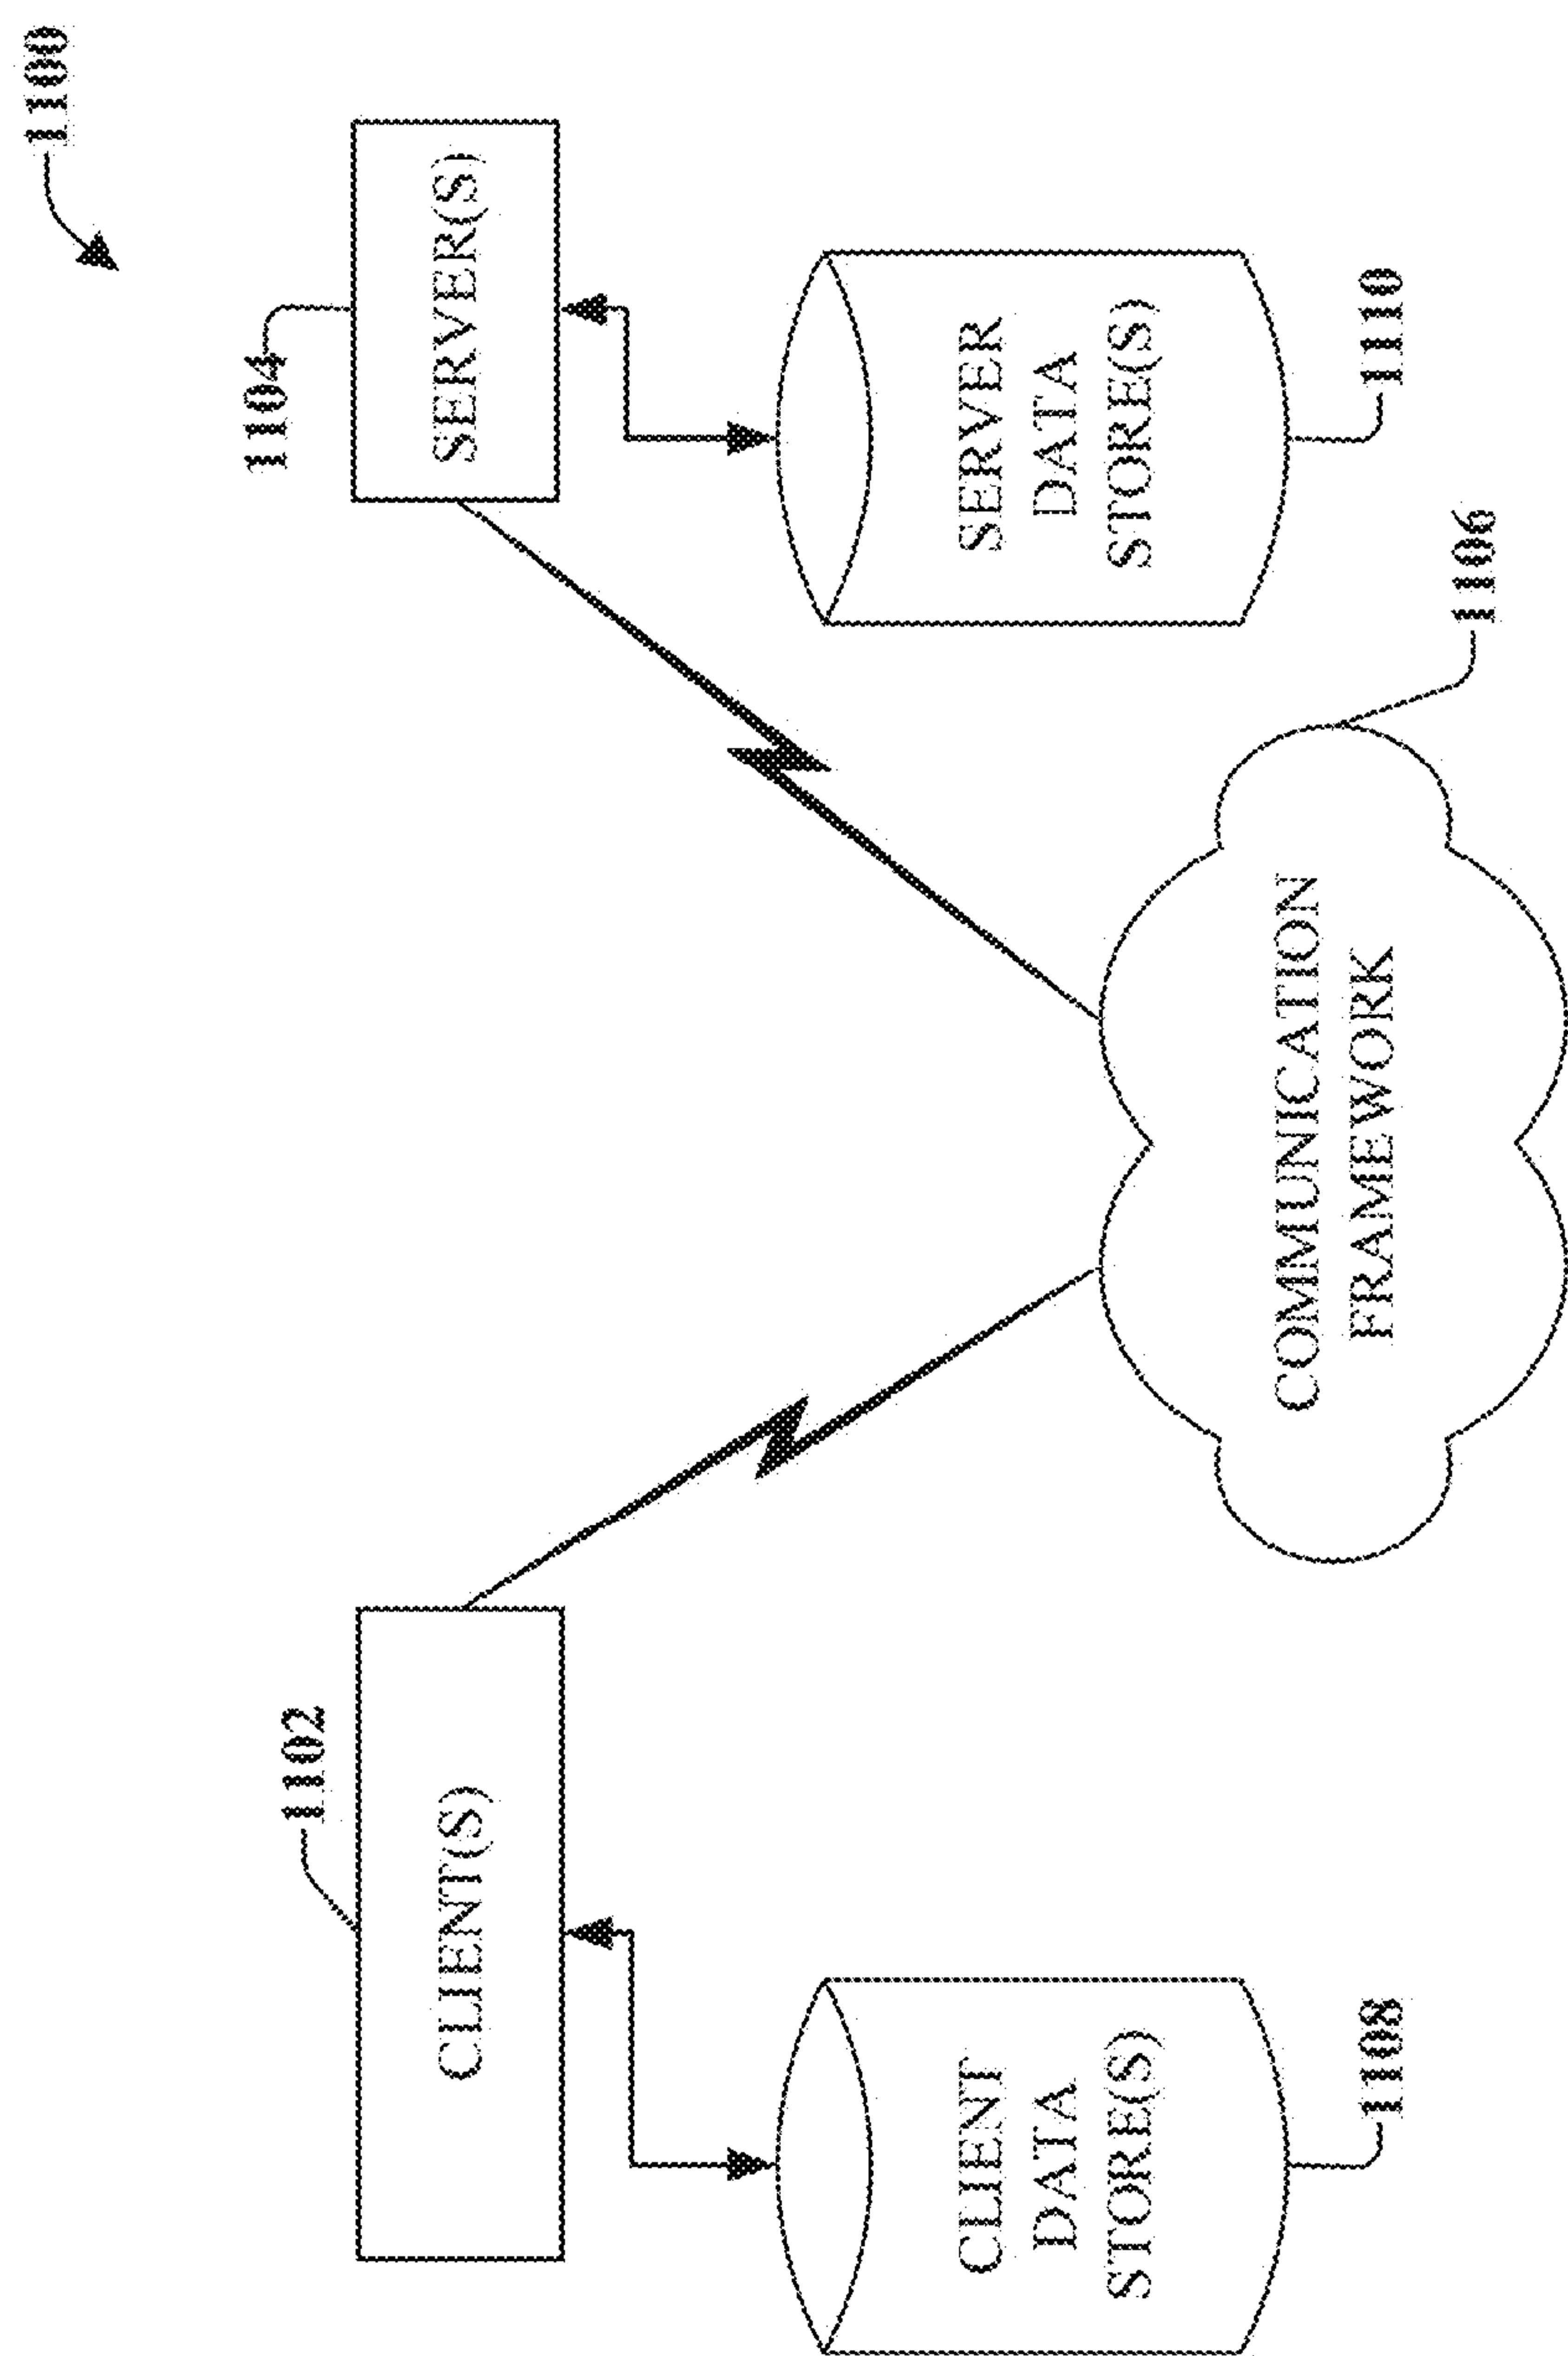 1100
1102
1104
CLIENT(S)
SERVER(S)
CLIENT
DATA
STORE(S)
SERVER
DATA
STORE(S)
COMMUNICATION
FRAMEWORK
1108
1110
1106